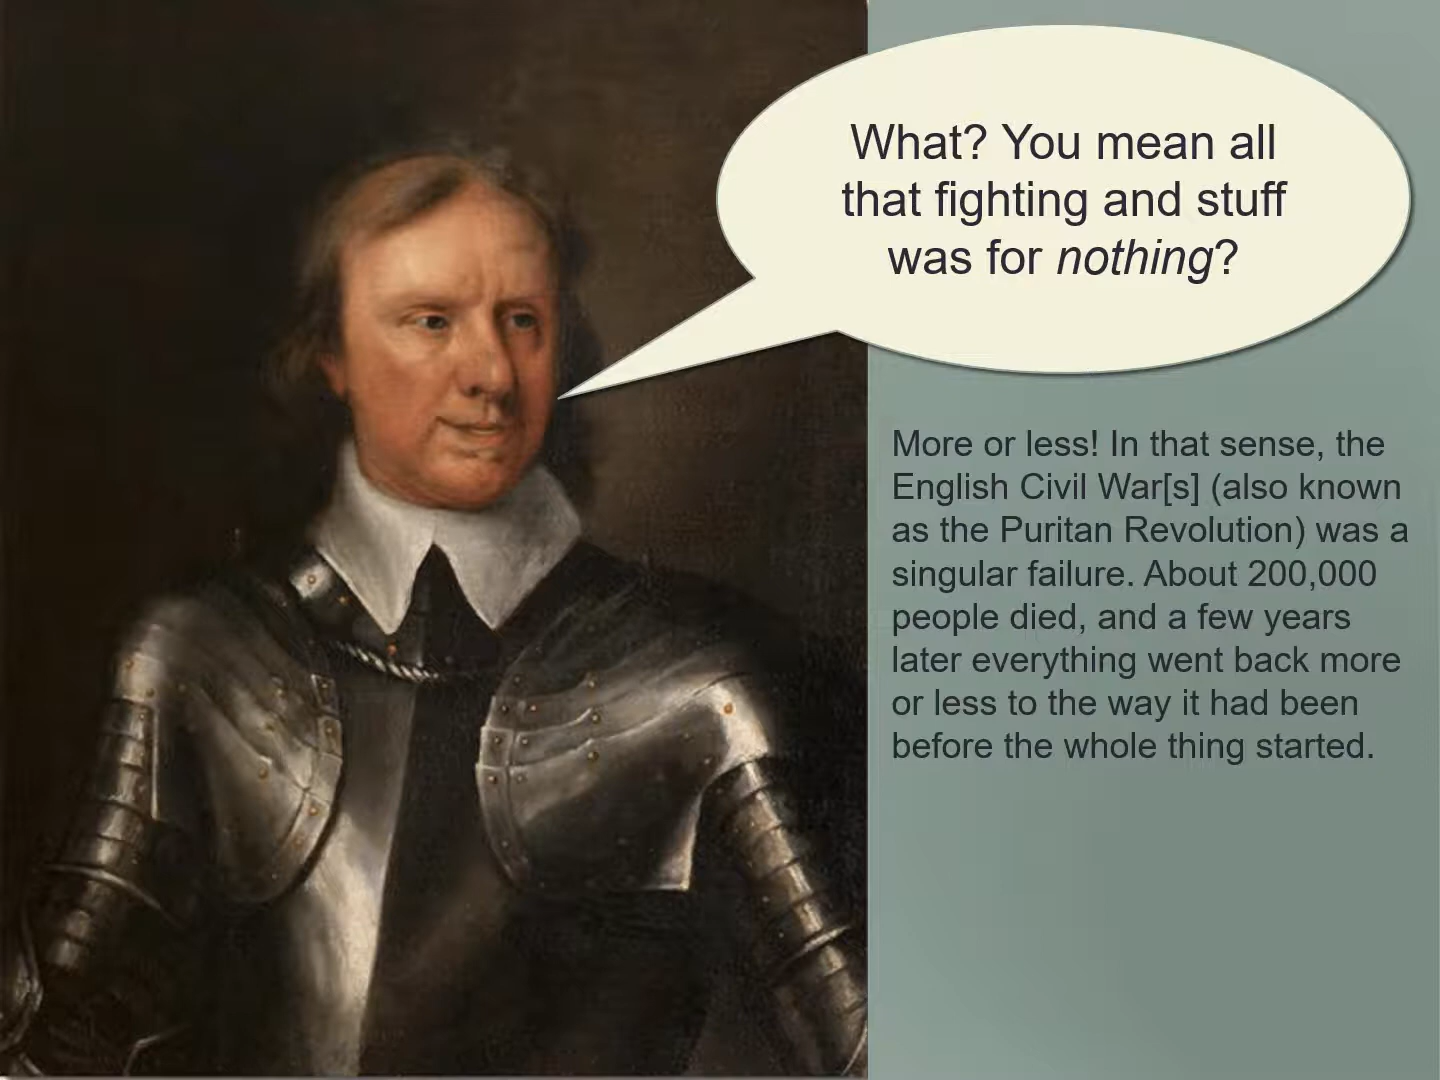 What? You mean all
that fighting and stuff
was for nothing?
More or less! In that sense, the
English Civil War[s] (also known
as the Puritan Revolution) was a
singular failure. About 200,000
people died, and a few years
later everything went back more
or less to the way it had been
before the whole thing started.